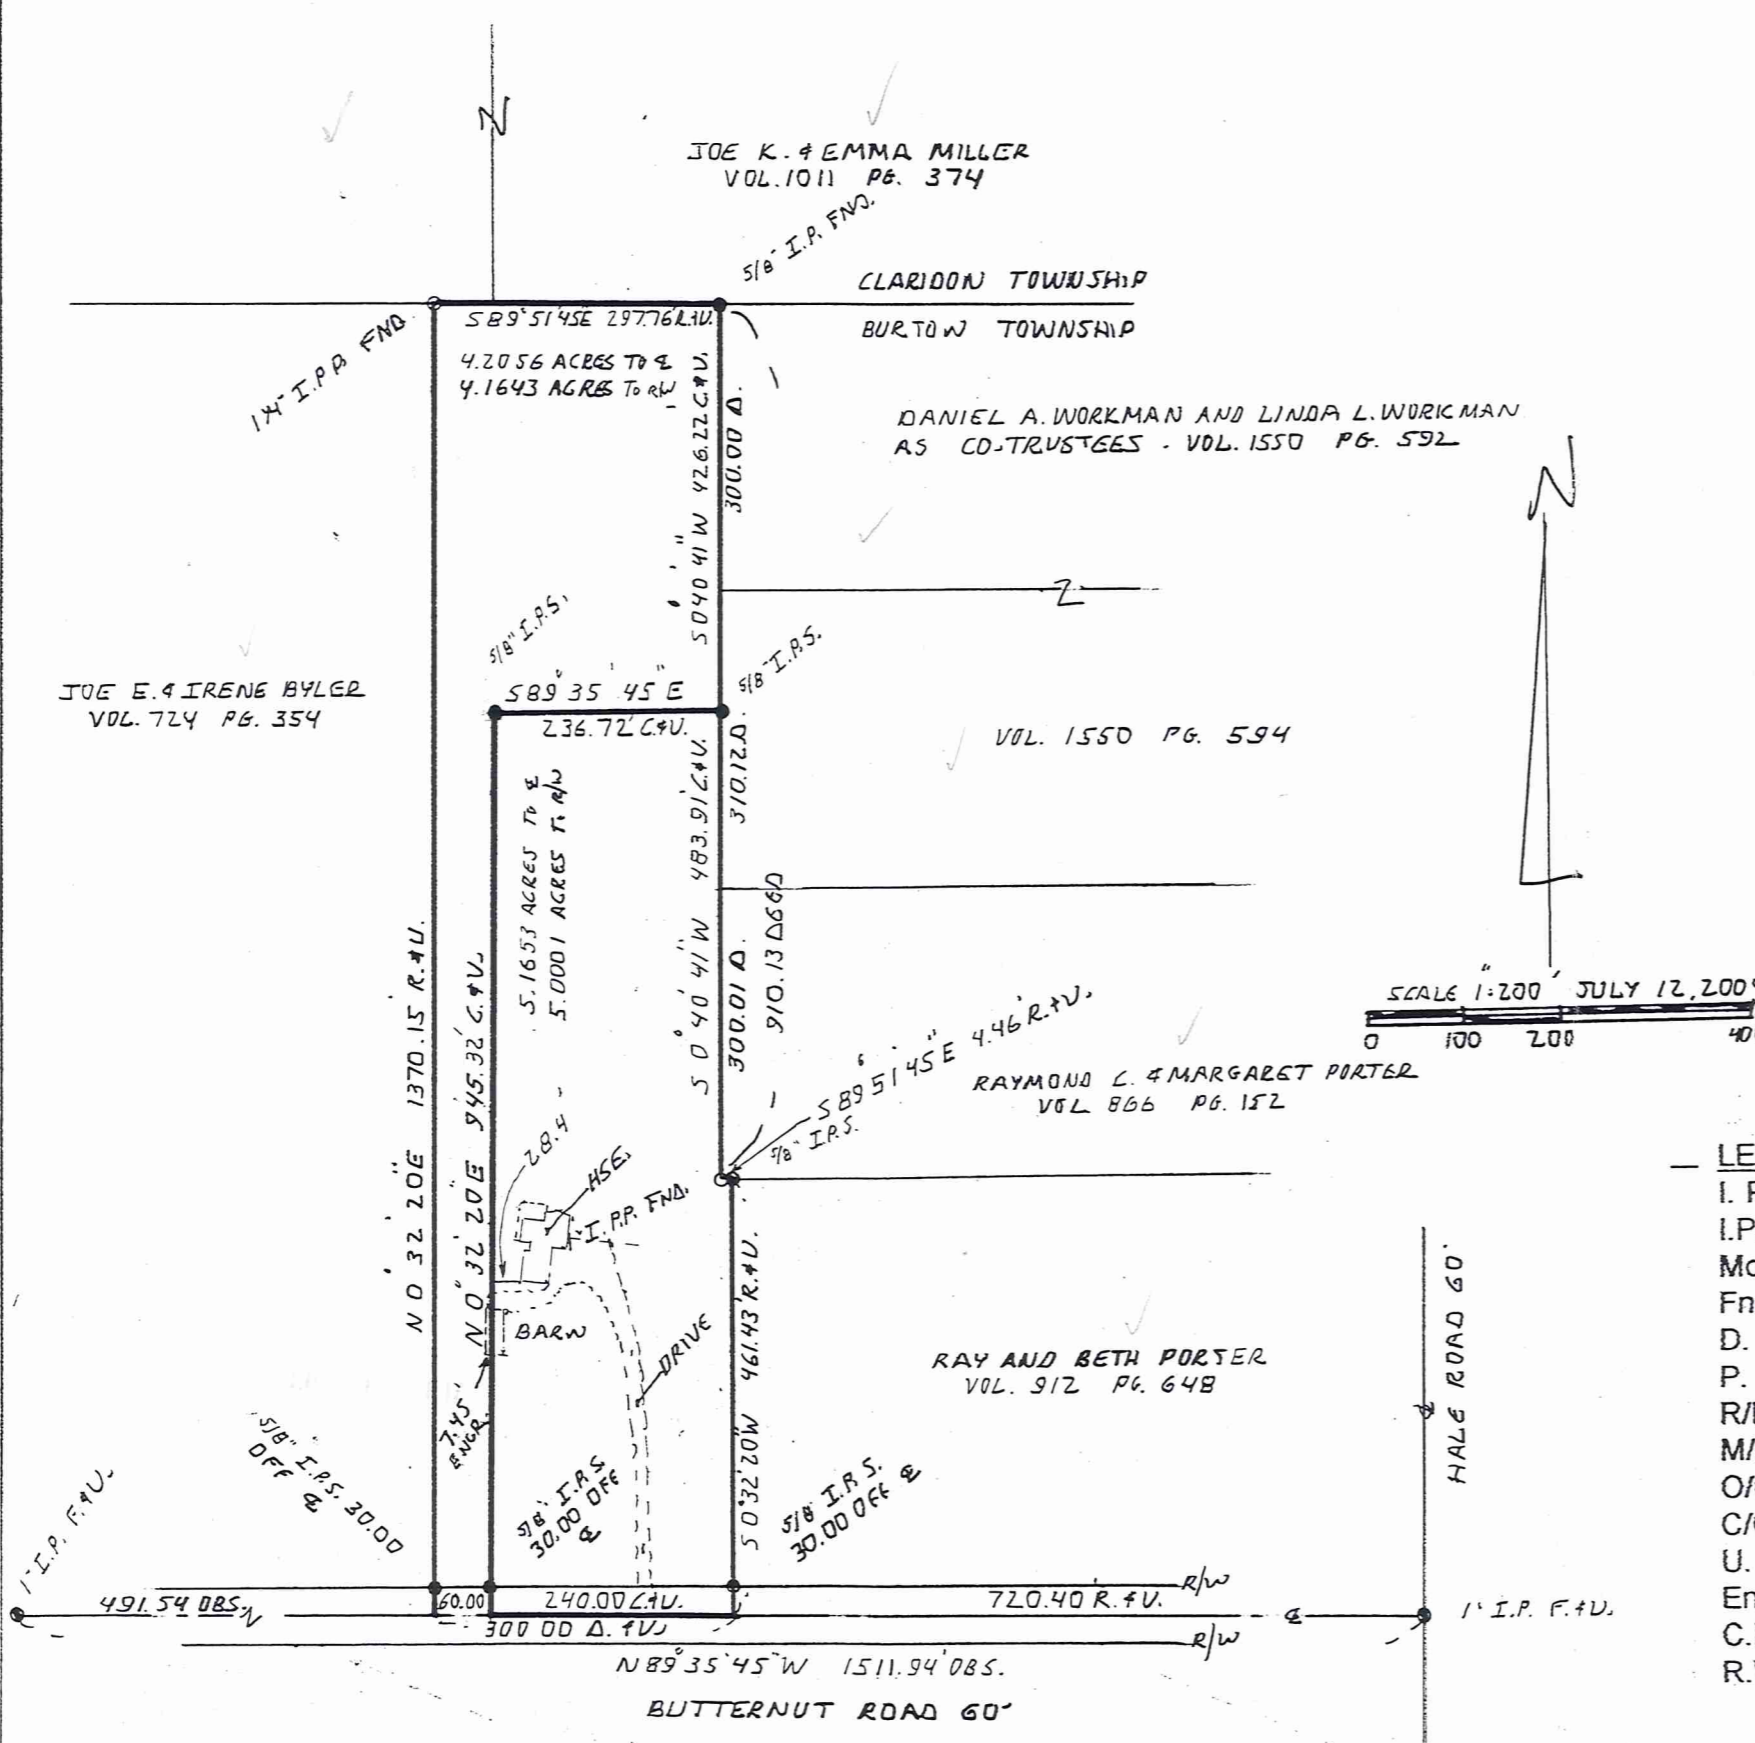 N
JOE K. & EMMA MILLER
VOL. 1011 PG. 374
5/8" I.P. FND.
CLARIDON TOWNSHIP
BURTOW TOWNSHIP
S89°51'45E 297.76'R.&U.
4.2056 ACRES TO ℄
4.1643 ACRES TO R/W
1¼" I.P.P. FND.
DANIEL A. WORKMAN AND LINDA L. WORKMAN
AS CO-TRUSTEES . VOL. 1550 PG. 592
S 0°40'41"W 426.22'C.&U.
300.00 D.
N
Z
5/8" I.P.S.
5/8" I.P.S.
JOE E. & IRENE BYLER
VOL. 724 PG. 354
S89°35'45"E
236.72'C.&U.
VOL. 1550 PG. 594
5.1653 ACRES TO ℄
5.0001 ACRES TO R/W
S 0°40'41"W 483.91'C.&U.
310.12 D.
300.01 D.
910.13 DEED
N 0°32'20"E 1370.15'R.&U.
N 0°32'20"E 945.32'C.&U.
S89°51'45"E 4.46'R.&U.
5/8" I.P.S.
SCALE 1"=200' JULY 12, 200
0 100 200 40
RAYMOND C. & MARGARET PORTER
VOL 866 PG. 152
28.4
HSE.
I.P.P. FND.
BARN
DRIVE
7.45'
ENCR.
S 0°32'20"W 461.43'R.&U.
RAY AND BETH PORTER
VOL. 912 PG. 648
HALE ROAD 60'
℄
LE
I. P
I.P
Mo
Fn
D.
P.
R/
M/
O/
C/
U.
En
C.
R.
5/8" I.P.S. 30.00
OFF ℄
5/8" I.P.S.
30.00 OFF
℄
5/8" I.P.S.
30.00 OFF ℄
1" I.P. F.&U.
491.54 OBS.
N
60.00
240.00 C.&U.
720.40'R.&U.
R/W
℄
1" I.P. F.&U.
300.00 D.&U.
R/W
N89°35'45"W 1511.94'OBS.
BUTTERNUT ROAD 60'